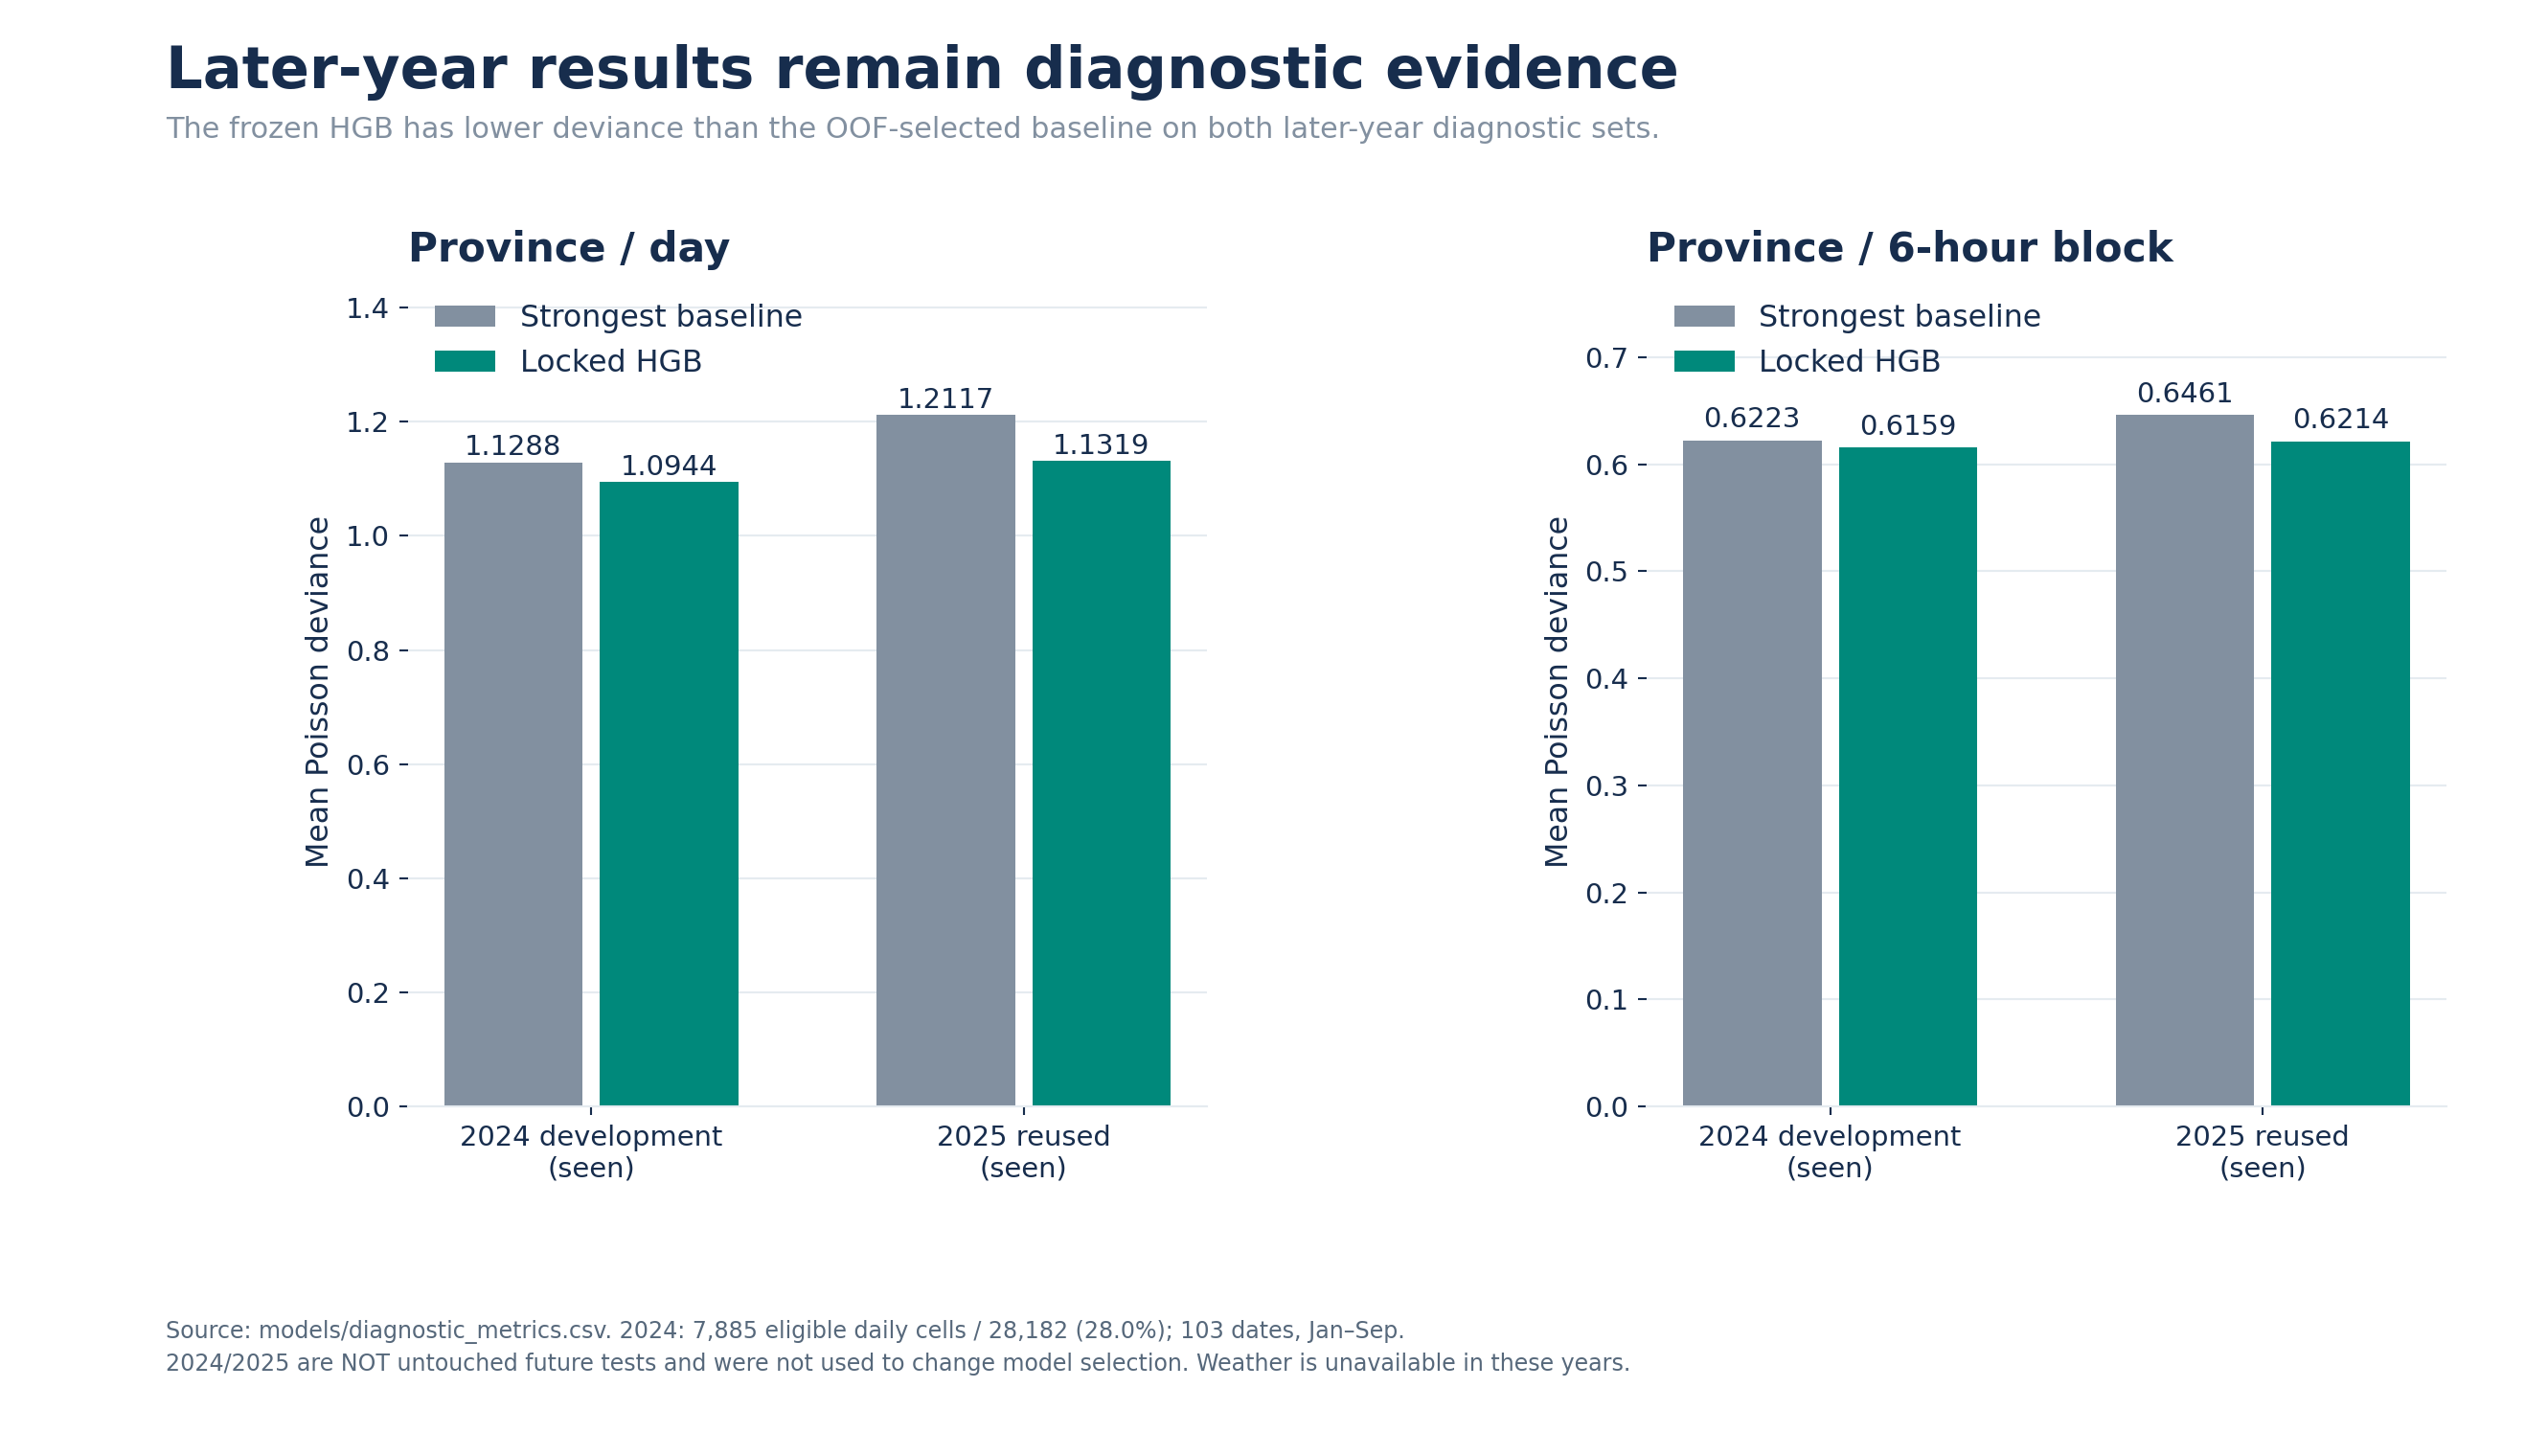 Later-year results remain diagnostic evidence
The frozen HGB has lower deviance than the OOF-selected baseline on both later-year diagnostic sets.
Province / day
Strongest baseline
Locked HGB
Mean Poisson deviance
1.4
1.2
1.0
0.8
0.6
0.4
0.2
0.0
1.1288
1.0944
1.2117
1.1319
2024 development
(seen)
2025 reused
(seen)
Province / 6-hour block
Strongest baseline
Locked HGB
Mean Poisson deviance
0.7
0.6
0.5
0.4
0.3
0.2
0.1
0.0
0.6223
0.6159
0.6461
0.6214
2024 development
(seen)
2025 reused
(seen)
Source: models/diagnostic_metrics.csv. 2024: 7,885 eligible daily cells / 28,182 (28.0%); 103 dates, Jan–Sep.
2024/2025 are NOT untouched future tests and were not used to change model selection. Weather is unavailable in these years.